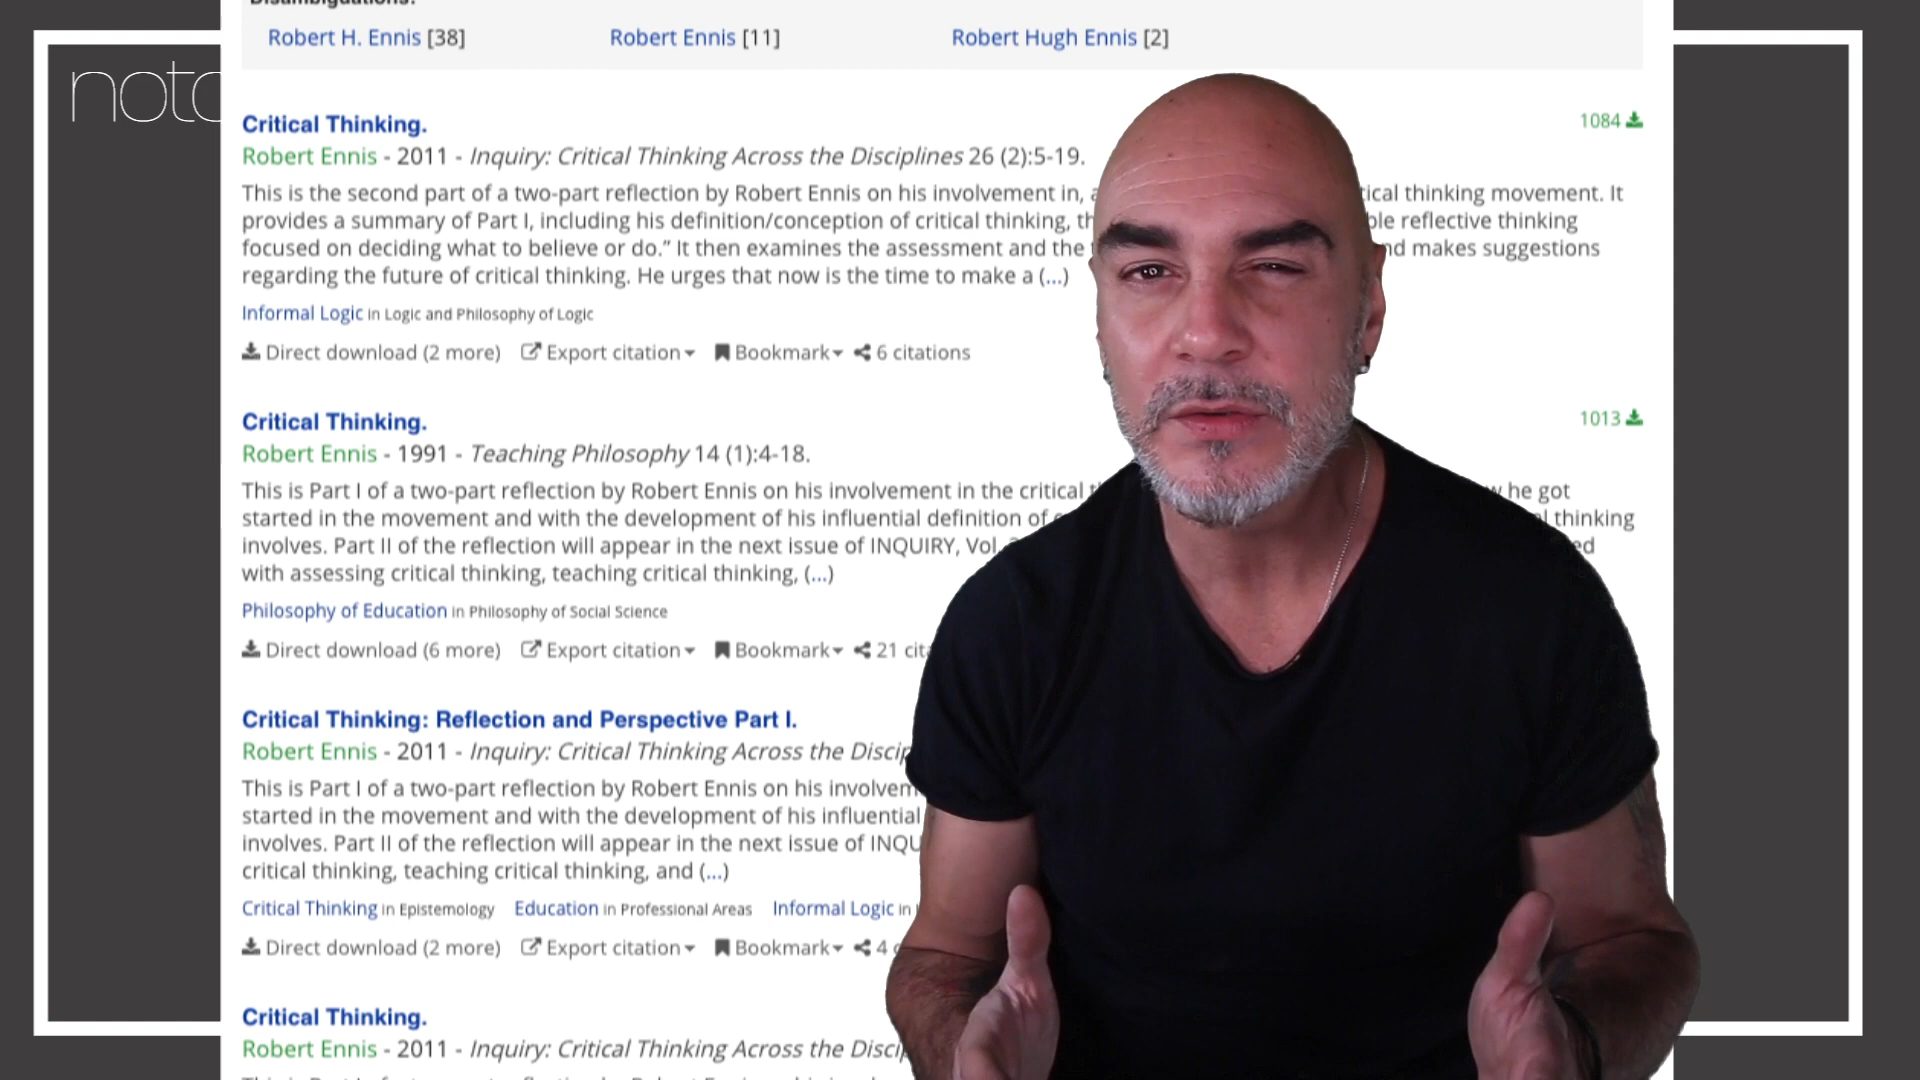 Disambiguations:
Robert H. Ennis [38] Robert Ennis [11] Robert Hugh Ennis [2]
Critical Thinking. 1084
Robert Ennis - 2011 - Inquiry: Critical Thinking Across the Disciplines 26 (2):5-19.
This is the second part of a two-part reflection by Robert Ennis on his involvement in, thinking movement. It
provides a summary of Part I, including his definition/conception of critical thinking, reflective thinking
focused on deciding what to believe or do.” It then examines the assessment and the makes suggestions
regarding the future of critical thinking. He urges that now is the time to make a (...)
Informal Logic in Logic and Philosophy of Logic
Direct download (2 more) Export citation Bookmark 6 citations
Critical Thinking. 1013
Robert Ennis - 1991 - Teaching Philosophy 14 (1):4-18.
This is Part I of a two-part reflection by Robert Ennis on his involvement in the critical he got
started in the movement and with the development of his influential definition of thinking
involves. Part II of the reflection will appear in the next issue of INQUIRY, Vol.
with assessing critical thinking, teaching critical thinking, (...)
Philosophy of Education in Philosophy of Social Science
Direct download (6 more) Export citation Bookmark 21
Critical Thinking: Reflection and Perspective Part I.
Robert Ennis - 2011 - Inquiry: Critical Thinking Across the
This is Part I of a two-part reflection by Robert Ennis on his
started in the movement and with the development of his influential
involves. Part II of the reflection will appear in the next issue of
critical thinking, teaching critical thinking, and (...)
Critical Thinking in Epistemology Education in Professional Areas Informal Logic in
Direct download (2 more) Export citation Bookmark 4
Critical Thinking.
Robert Ennis - 2011 - Inquiry: Critical Thinking Across the